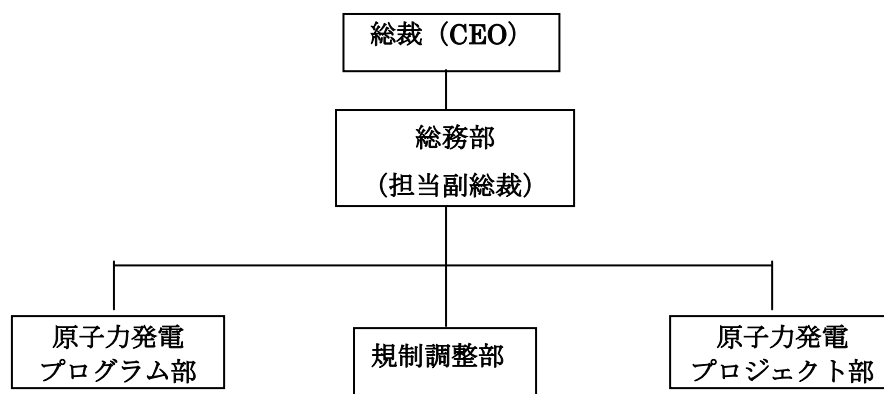 総裁（CEO）
総務部
（担当副総裁）
原子力発電
プログラム部
規制調整部
原子力発電
プロジェクト部